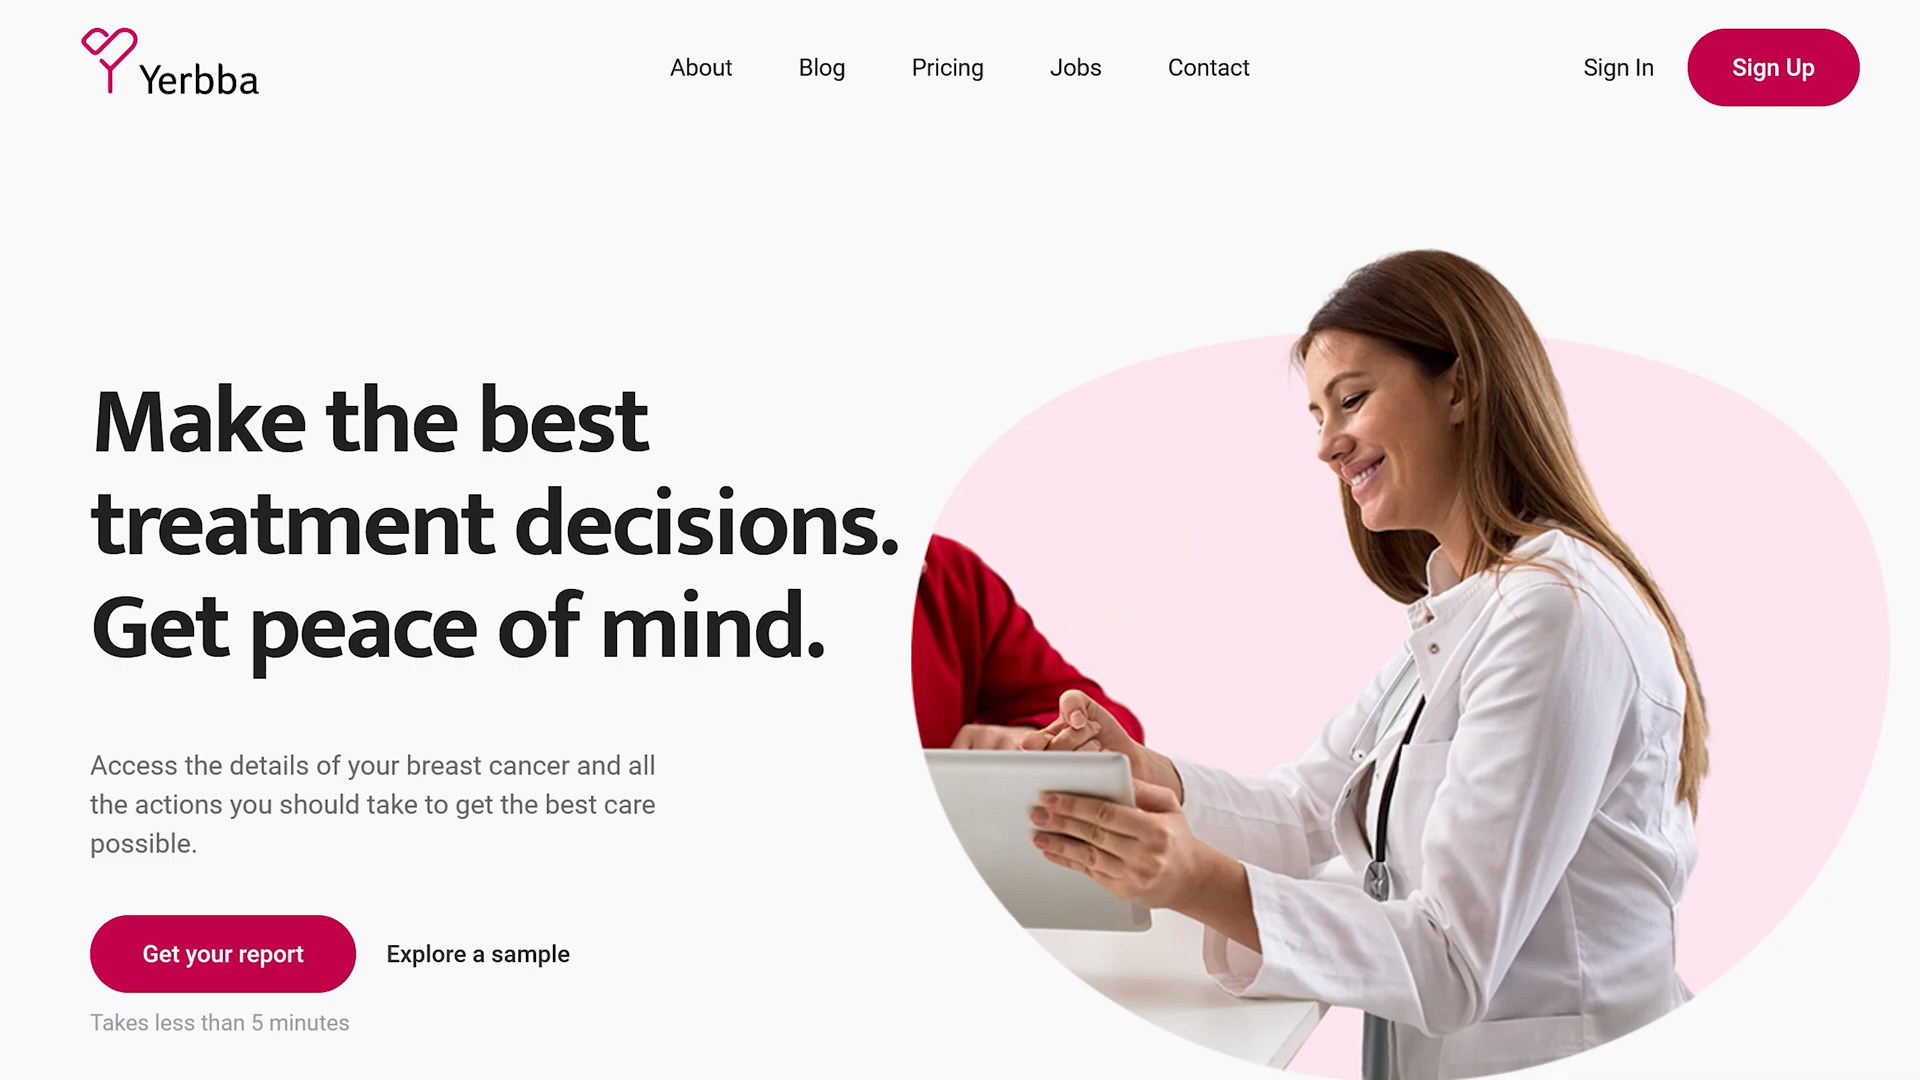 Yerbba
About
Blog
Pricing
Jobs
Contact
Sign In
Sign Up
Make the best
treatment decisions.
Get peace of mind.
Access the details of your breast cancer and all
the actions you should take to get the best care
possible.
Get your report
Explore a sample
Takes less than 5 minutes